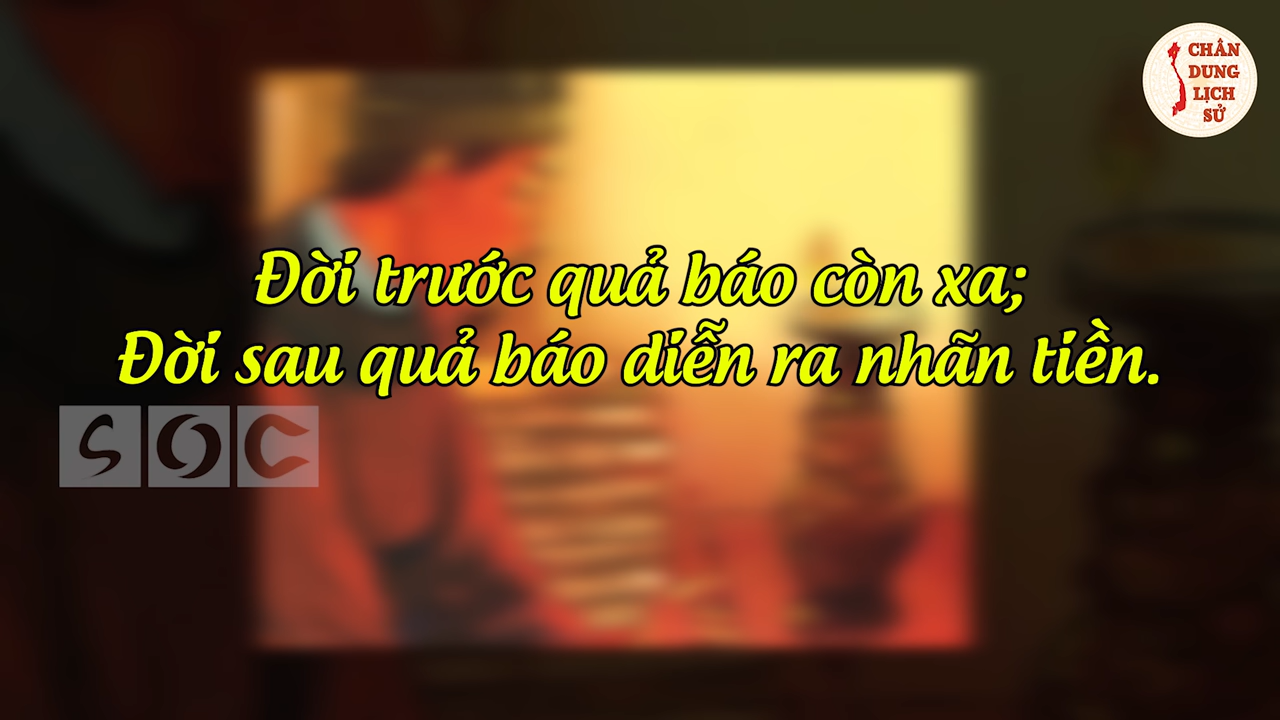 CHÂN
DUNG
LỊCH
SỬ
Đời trước quả báo còn xa;
Đời sau quả báo diễn ra nhãn tiền.
SOC